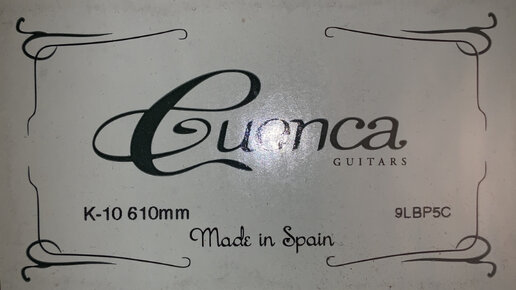 Cuenca
GUITARS
K-10 610mm
9LBP5C
Made in Spain